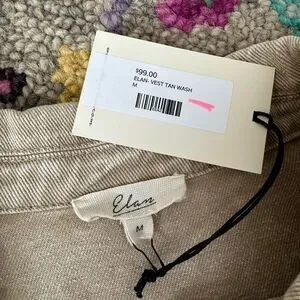 $99.00
ELAN- VEST TAN WASH
M
Elan
M